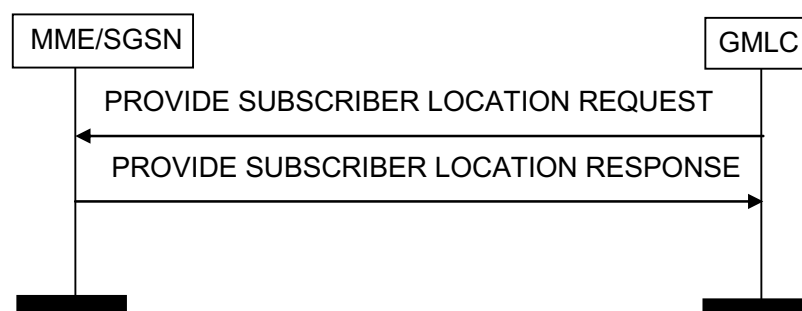 MME/SGSN
GMLC
PROVIDE SUBSCRIBER LOCATION REQUEST
PROVIDE SUBSCRIBER LOCATION RESPONSE